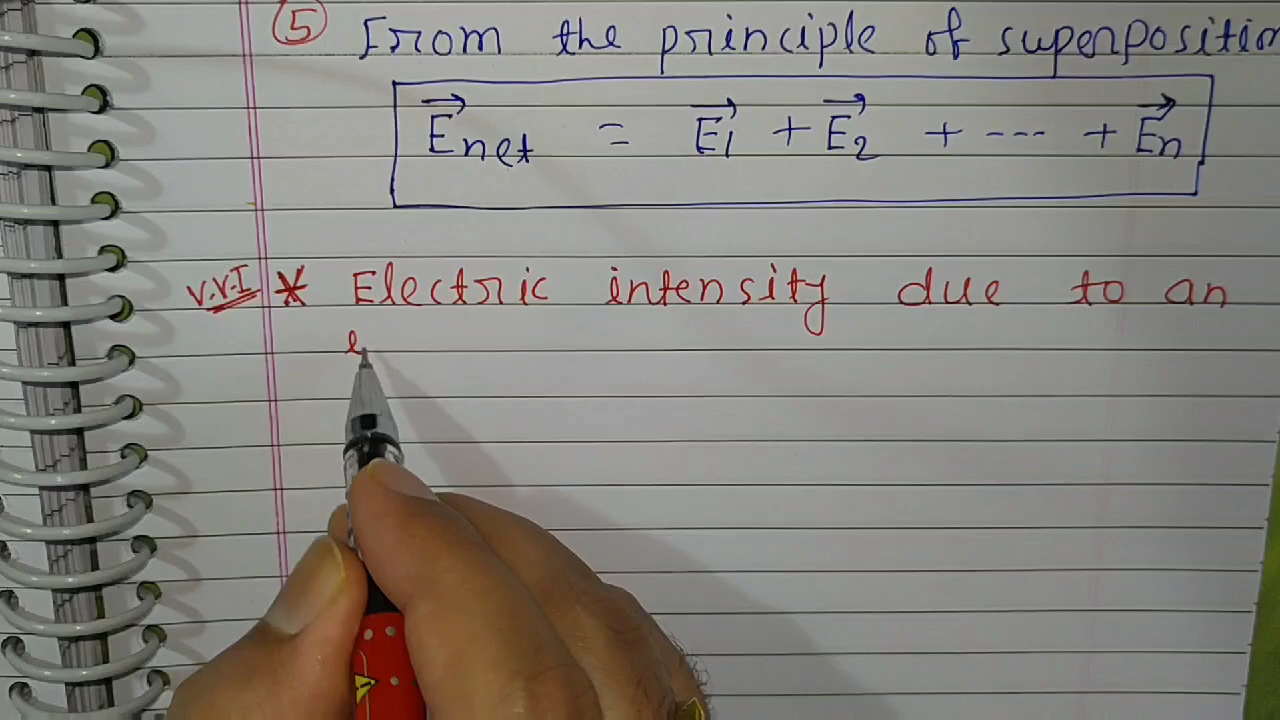 ⑤ From the principle of superposition
E⃗net = E⃗1 + E⃗2 + --- + E⃗n
V.V.I * Electric intensity due to an
e